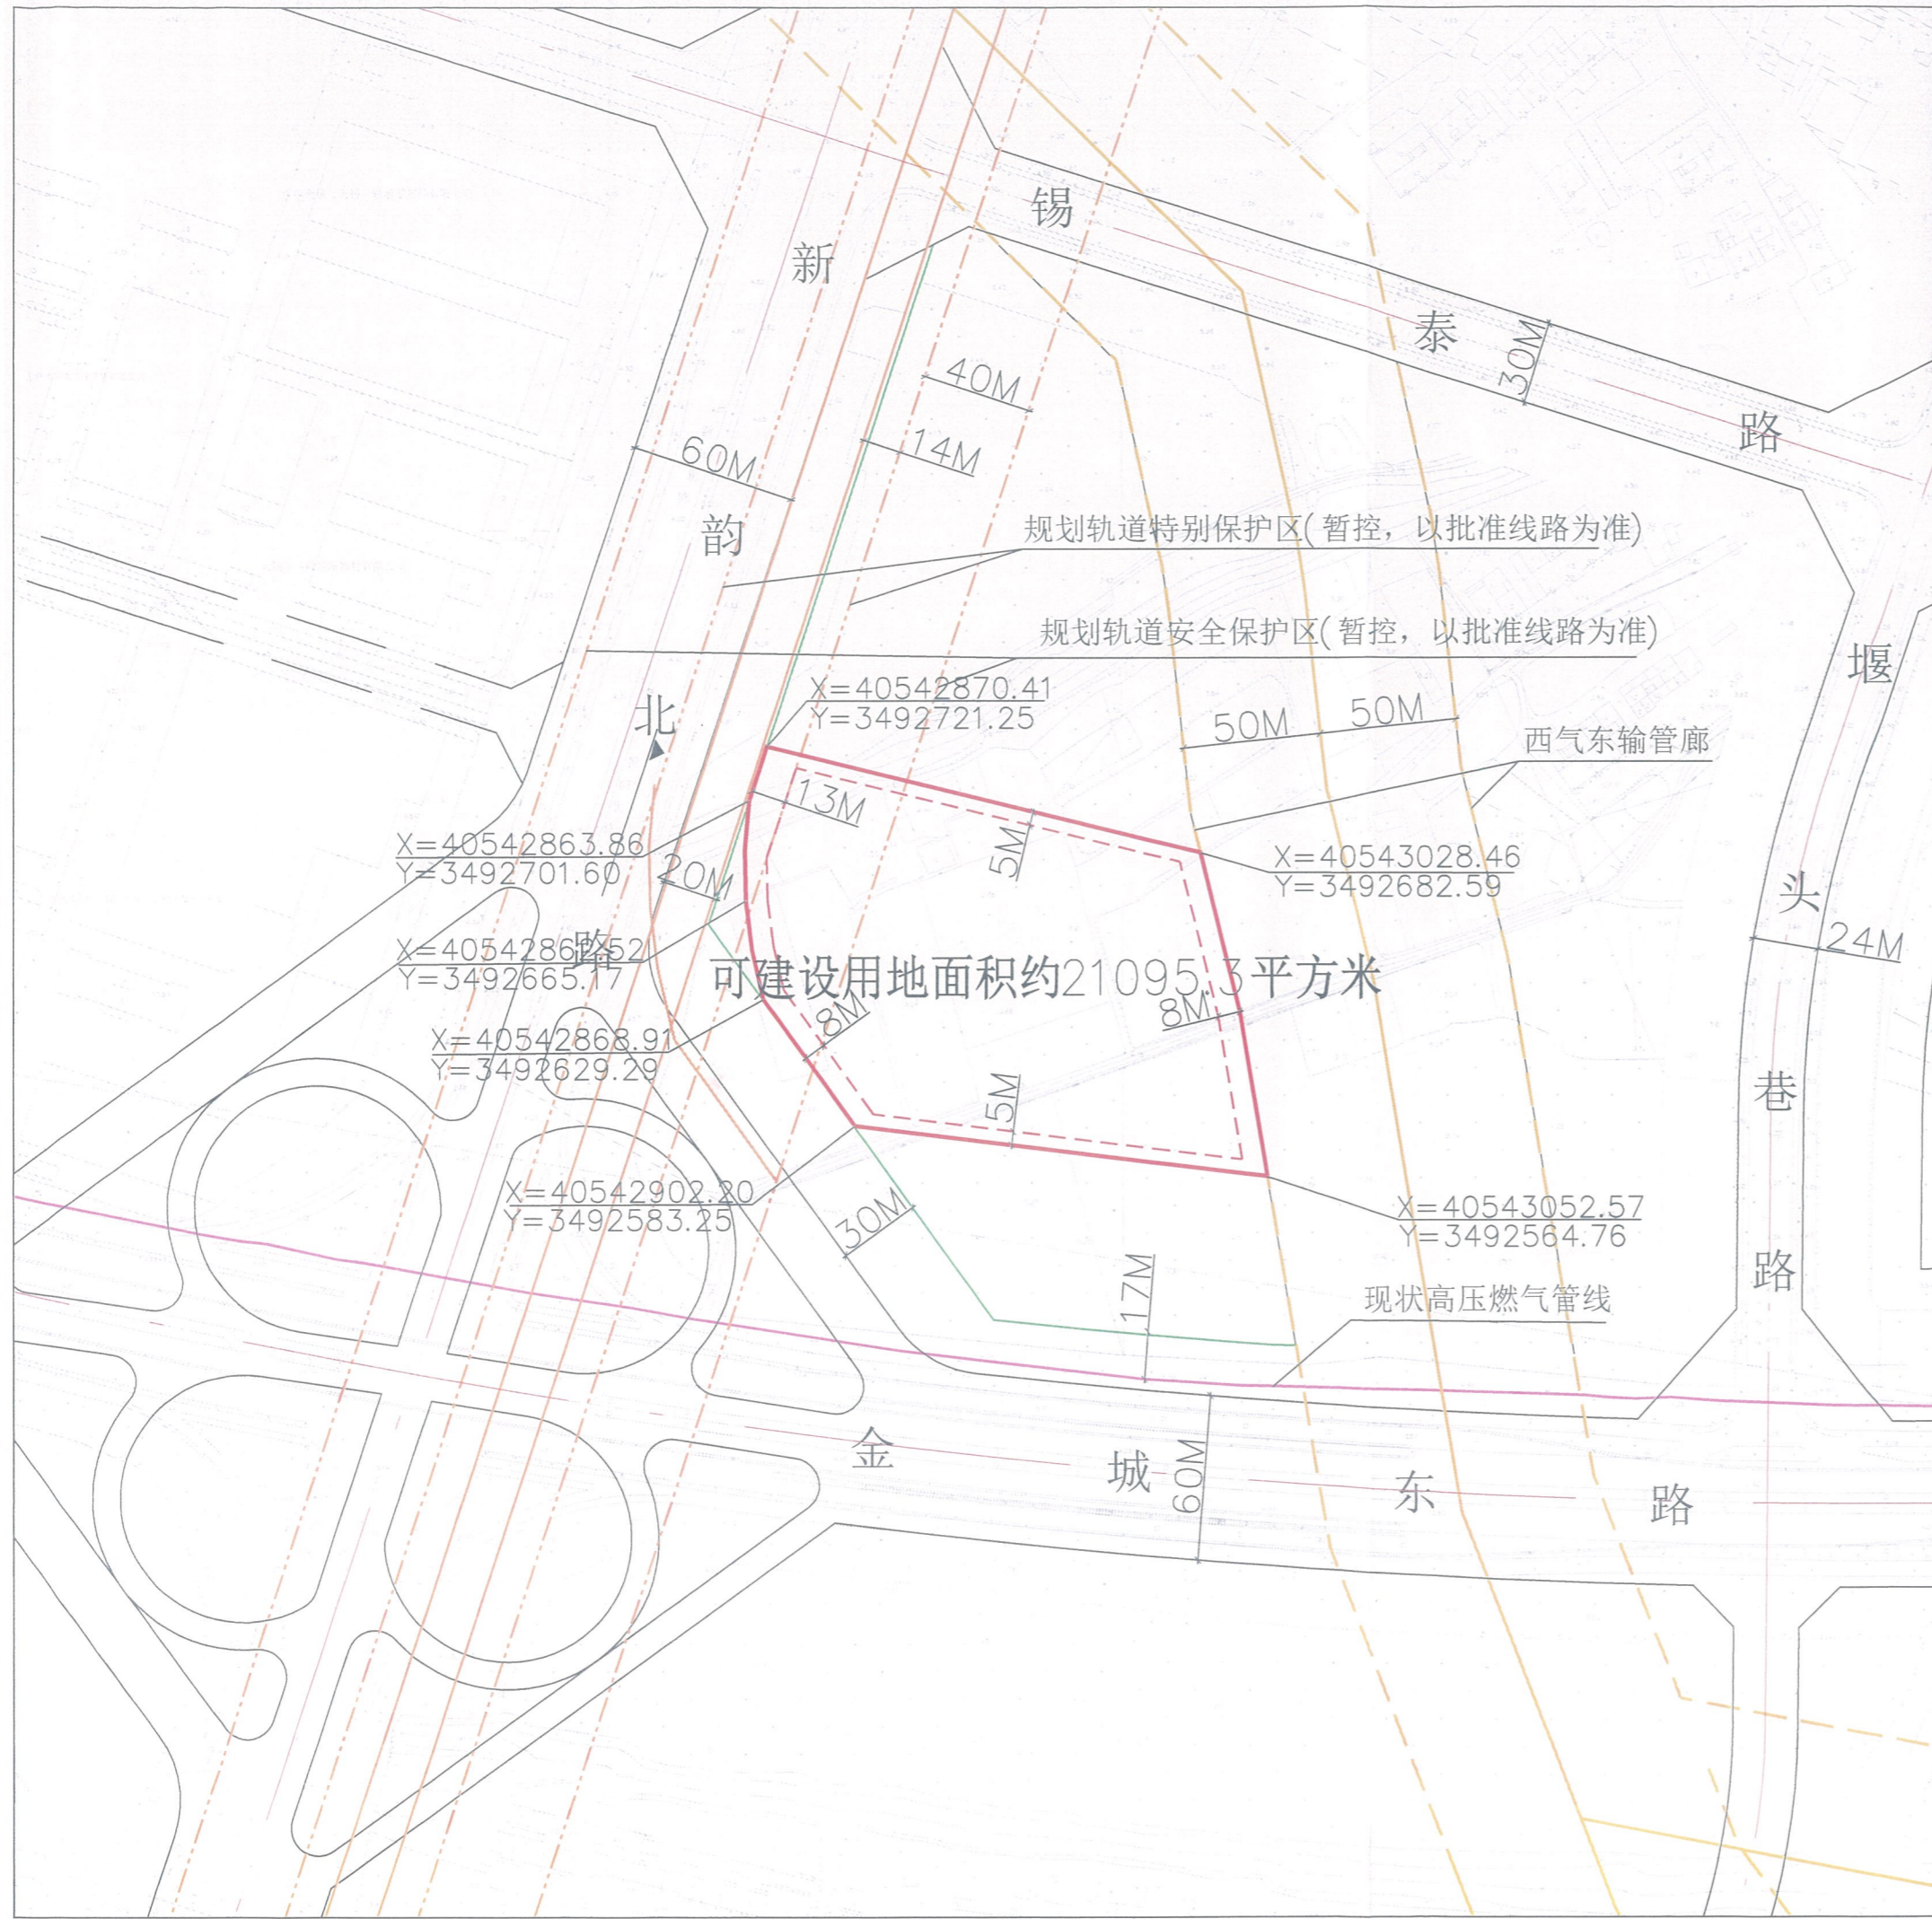 锡
新
泰
30M
40M
路
14M
60M
韵
规划轨道特别保护区(暂控，以批准线路为准)
规划轨道安全保护区(暂控，以批准线路为准)
堰
X=40542870.41
Y=3492721.25
北
50M
50M
西气东输管廊
13M
5M
X=40542863.86
Y=3492701.60
20M
X=40543028.46
Y=3492682.59
头
24M
X=40542862.52
Y=3492665.17
路
可建设用地面积约21095.3平方米
8M
8M
X=40542868.91
Y=3492629.29
5M
巷
X=40542902.20
Y=3492583.25
30M
X=40543052.57
Y=3492564.76
路
17M
现状高压燃气管线
金
城
60M
东
路